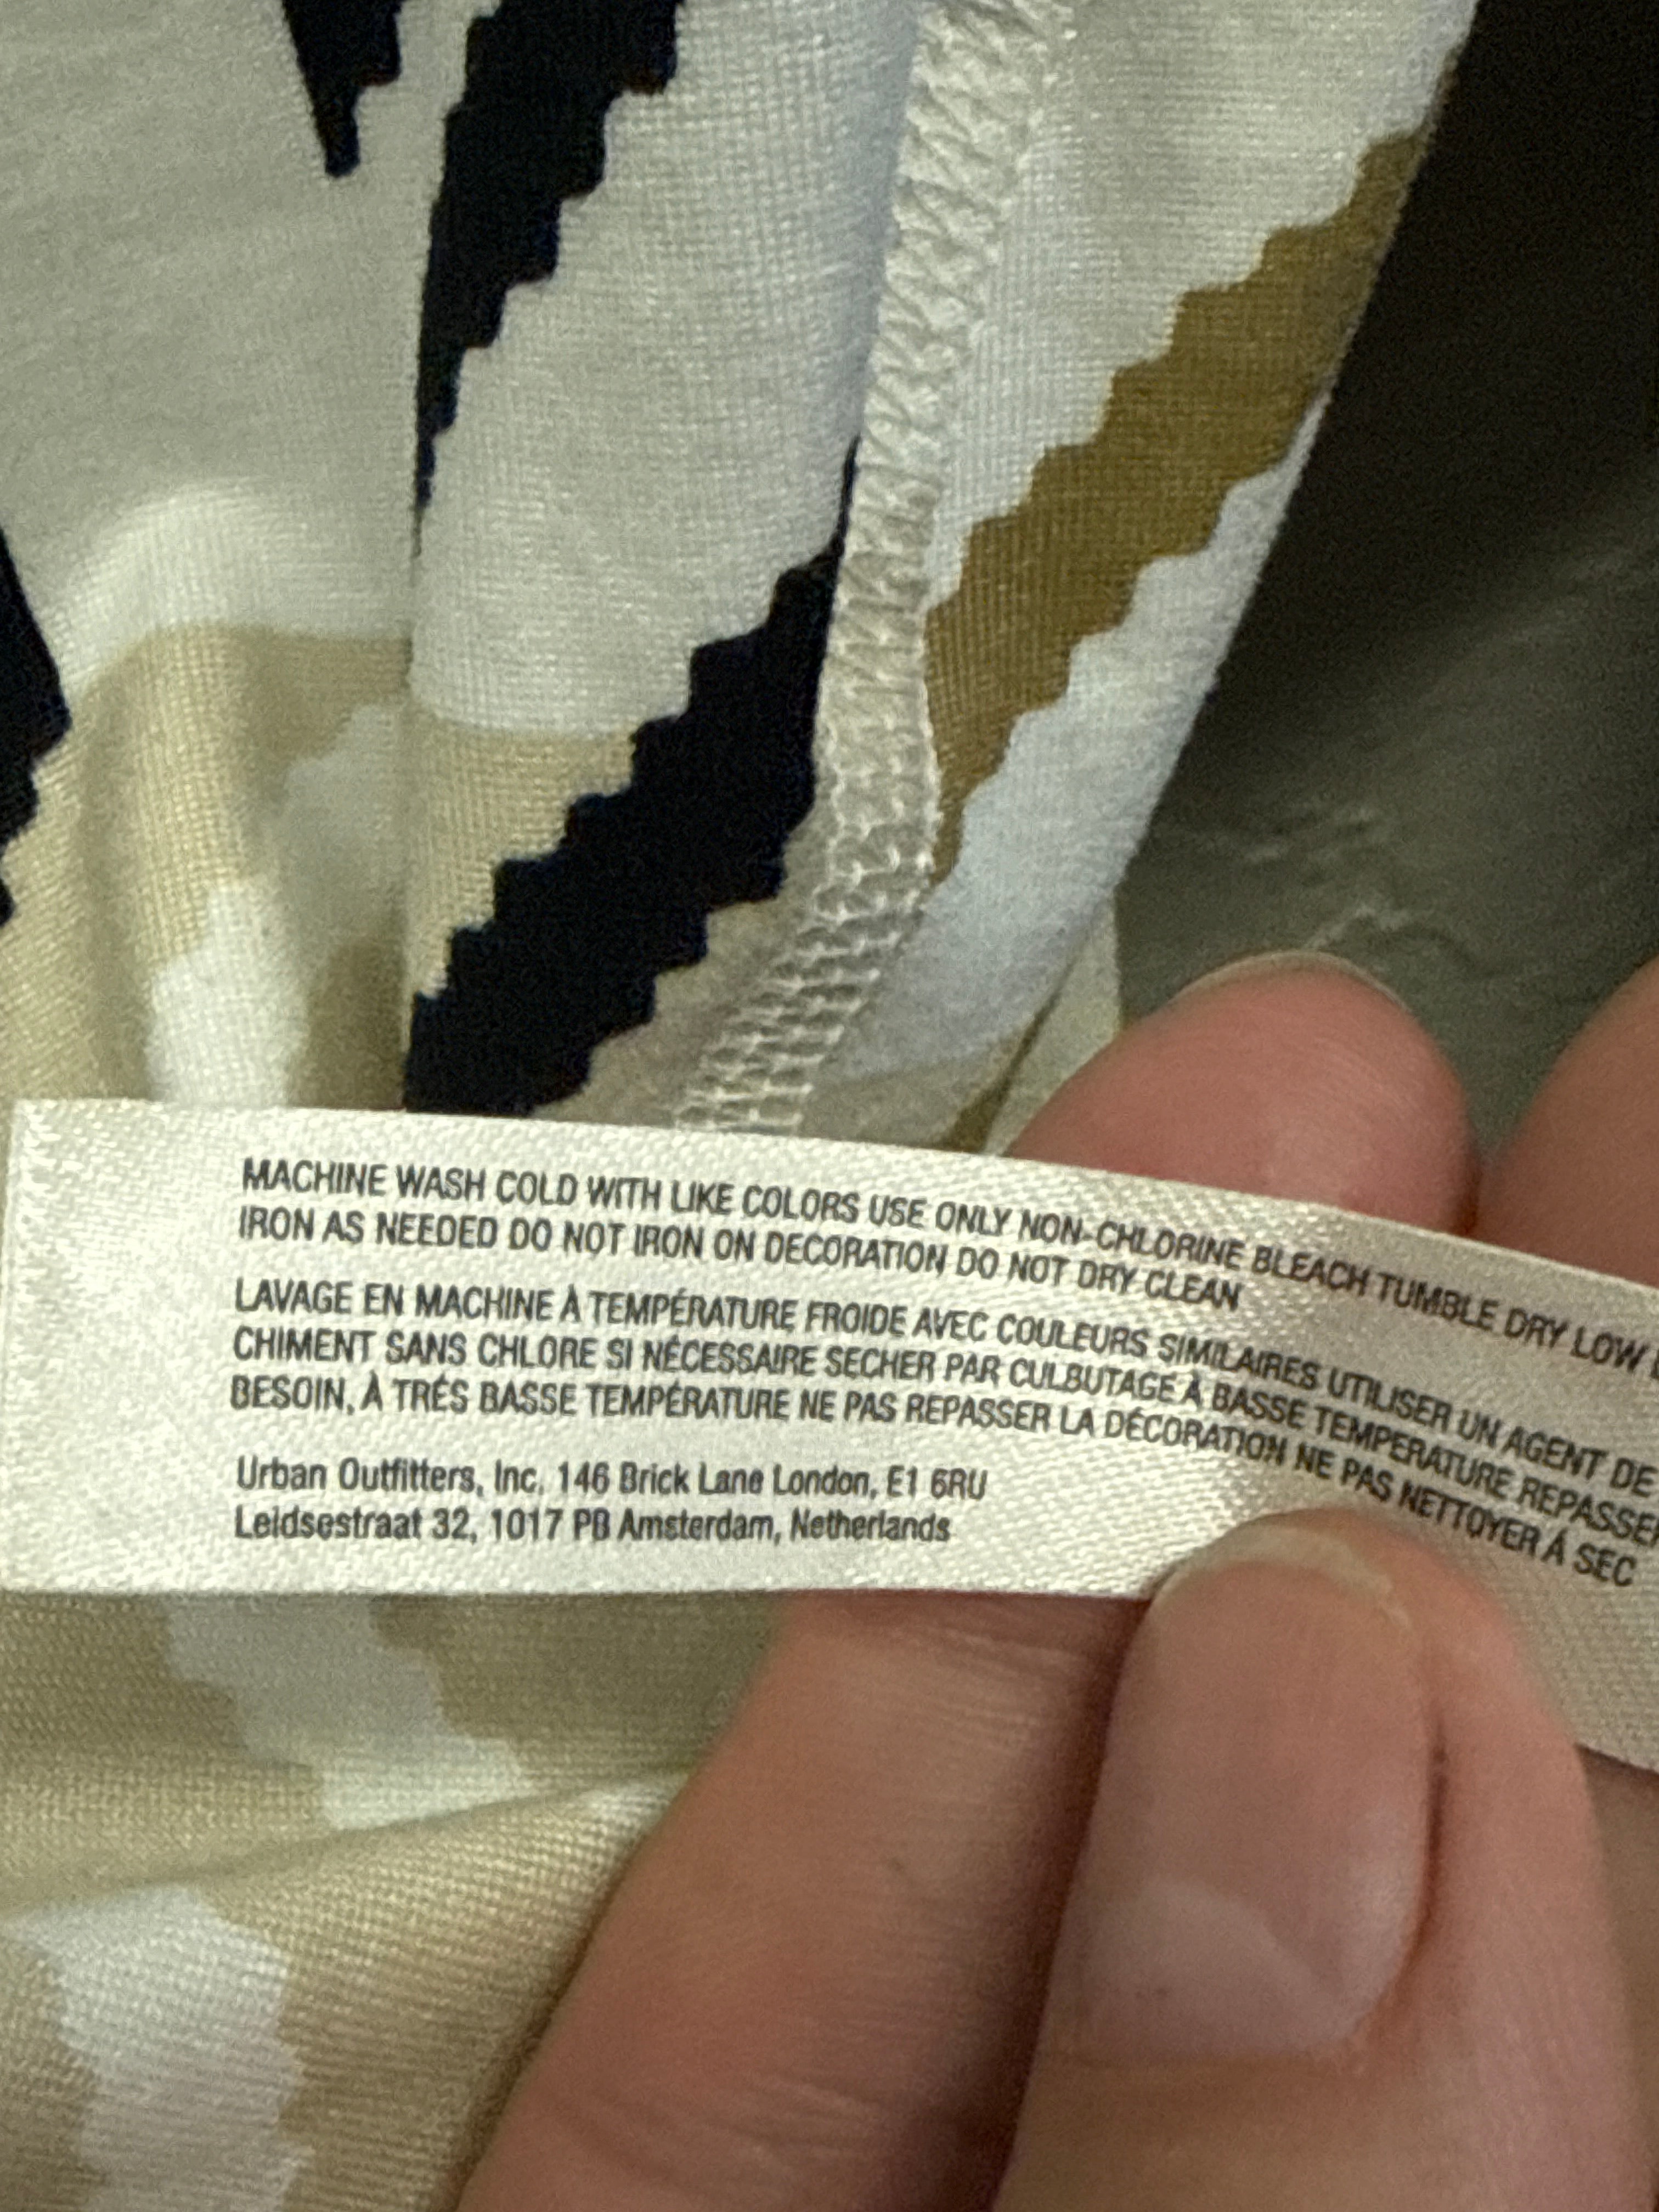 MACHINE WASH COLD WITH LIKE COLORS USE ONLY NON-CHLORINE BLEACH TUMBLE DRY LOW
IRON AS NEEDED DO NOT IRON ON DECORATION DO NOT DRY CLEAN
LAVAGE EN MACHINE À TEMPÉRATURE FROIDE AVEC COULEURS SIMILAIRES UTILISER UN AGENT DE
CHIMENT SANS CHLORE SI NÉCESSAIRE SECHER PAR CULBUTAGE À BASSE TEMPERATURE REPASSER
BESOIN, À TRÉS BASSE TEMPÉRATURE NE PAS REPASSER LA DÉCORATION NE PAS NETTOYER Á SEC
Urban Outfitters, Inc. 146 Brick Lane London, E1 6RU
Leidsestraat 32, 1017 PB Amsterdam, Netherlands